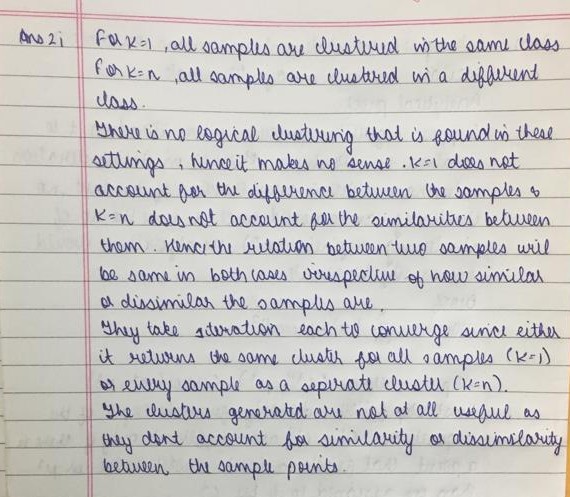 Ans 2i For K=1, all samples are clustered in the same class
For K=n, all samples are clustered in a different
class.
There is no logical clustering that is found in these
settings, hence it makes no sense. K=1 does not
account for the difference between the samples &
K=n does not account for the similarities between
them. Hence the relation between two samples will
be same in both cases irrespective of how similar
or dissimilar the samples are.
They take 1 iteration each to converge since either
it returns the same cluster for all samples (K=1)
or every sample as a seperate cluster (K=n).
The clusters generated are not at all useful as
they dont account for similarity or dissimilarity
between the sample points.